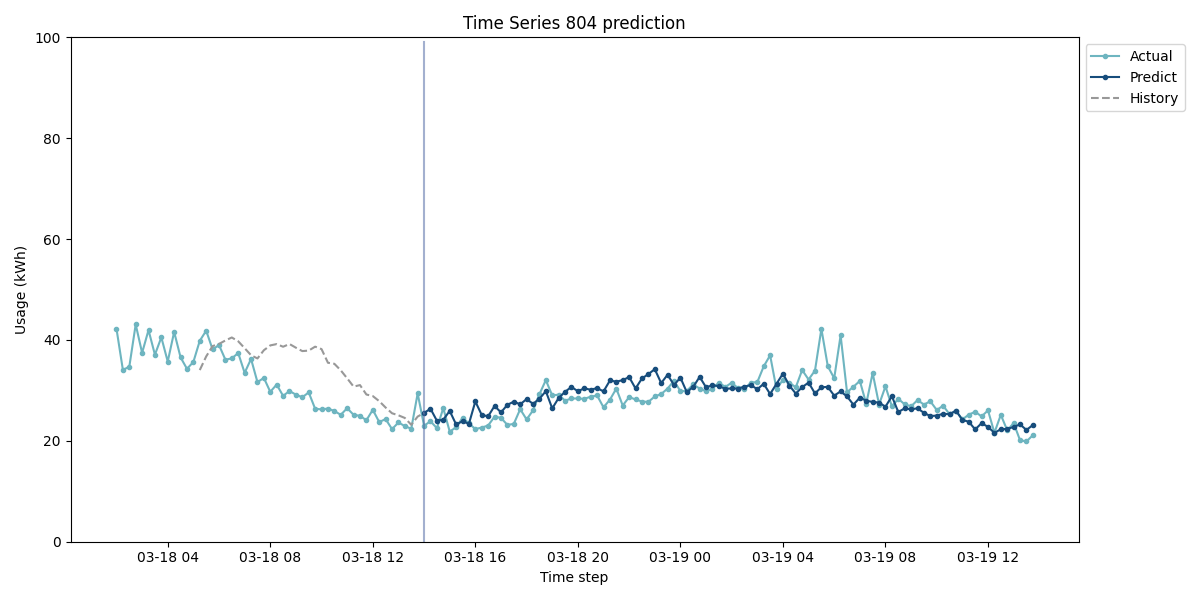 Time Series 804 prediction
Usage (kWh)
100
80
60
40
20
0
03-18 04
03-18 08
03-18 12
03-18 16
03-18 20
03-19 00
03-19 04
03-19 08
03-19 12
Time step
Actual
Predict
History